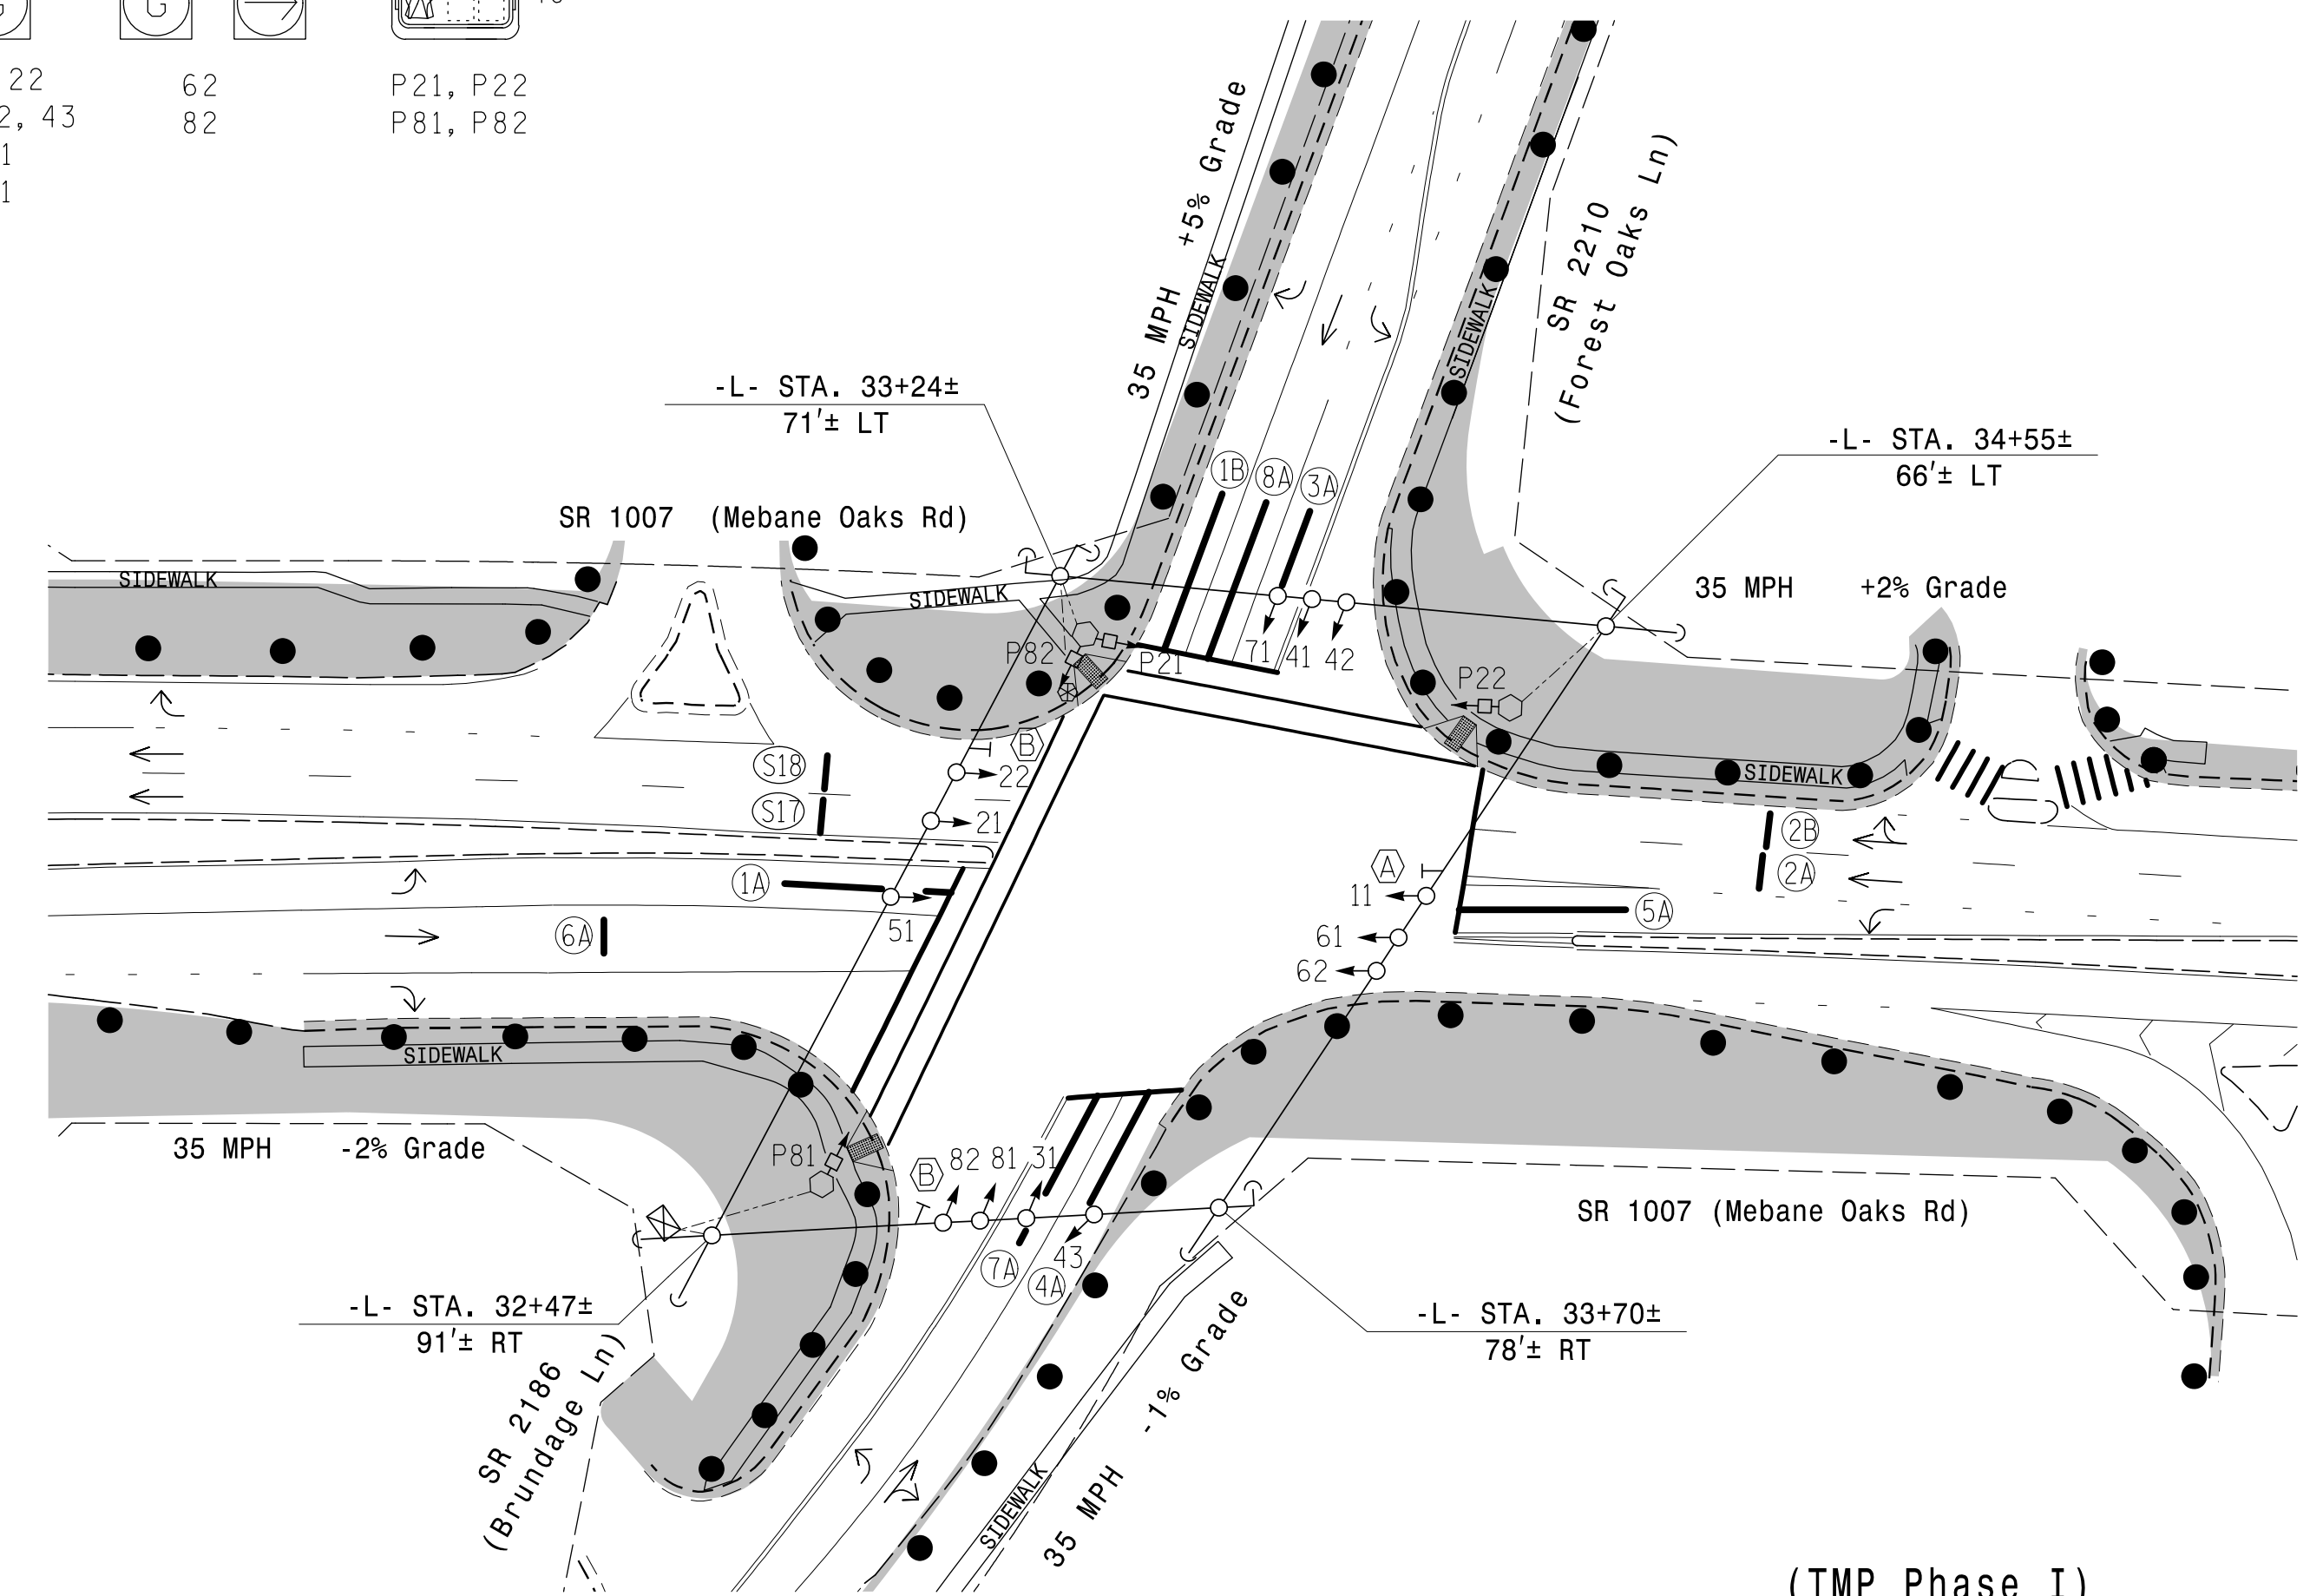 G
G
22
62
P21, P22
2, 43
82
P81, P82
1
1
35 MPH +5% Grade
SIDEWALK
SR 2210
(Forest Oaks Ln)
SIDEWALK
-L- STA. 33+24±
71'± LT
-L- STA. 34+55±
66'± LT
1B
8A
3A
SR 1007 (Mebane Oaks Rd)
SIDEWALK
SIDEWALK
35 MPH +2% Grade
P82
P21
71
41
42
P22
B
S18
22
S17
21
SIDEWALK
2B
2A
1A
A
11
5A
6A
51
61
62
SIDEWALK
35 MPH -2% Grade
P81
B
82
81
31
SR 1007 (Mebane Oaks Rd)
7A
43
4A
-L- STA. 32+47±
91'± RT
-L- STA. 33+70±
78'± RT
SR 2186
(Brundage Ln)
SIDEWALK
35 MPH -1% Grade
(TMP Phase I)